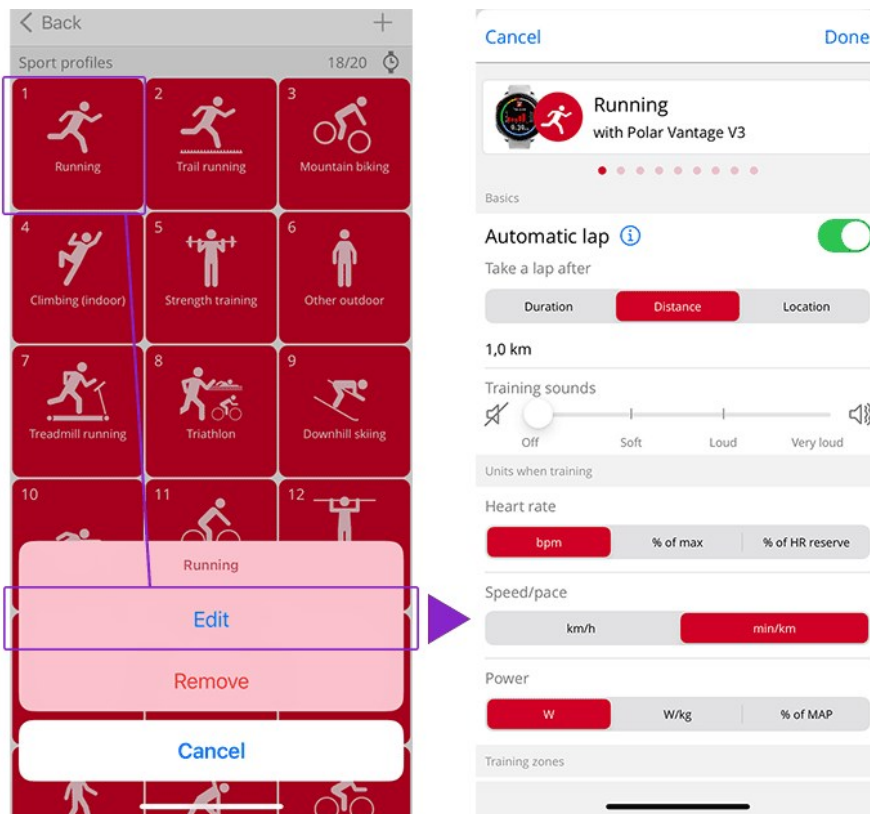 Back
Sport profiles 18/20
1 2 3
Running Trail running Mountain biking
4 5 6
Climbing (indoor) Strength training Other outdoor
7 8 9
Treadmill running Triathlon Downhill skiing
10 11 12
Running
Edit
Remove
Cancel
Cancel Done
Running
with Polar Vantage V3
Basics
Automatic lap
Take a lap after
Duration Distance Location
1,0 km
Training sounds
Off Soft Loud Very loud
Units when training
Heart rate
bpm % of max % of HR reserve
Speed/pace
km/h min/km
Power
W W/kg % of MAP
Training zones